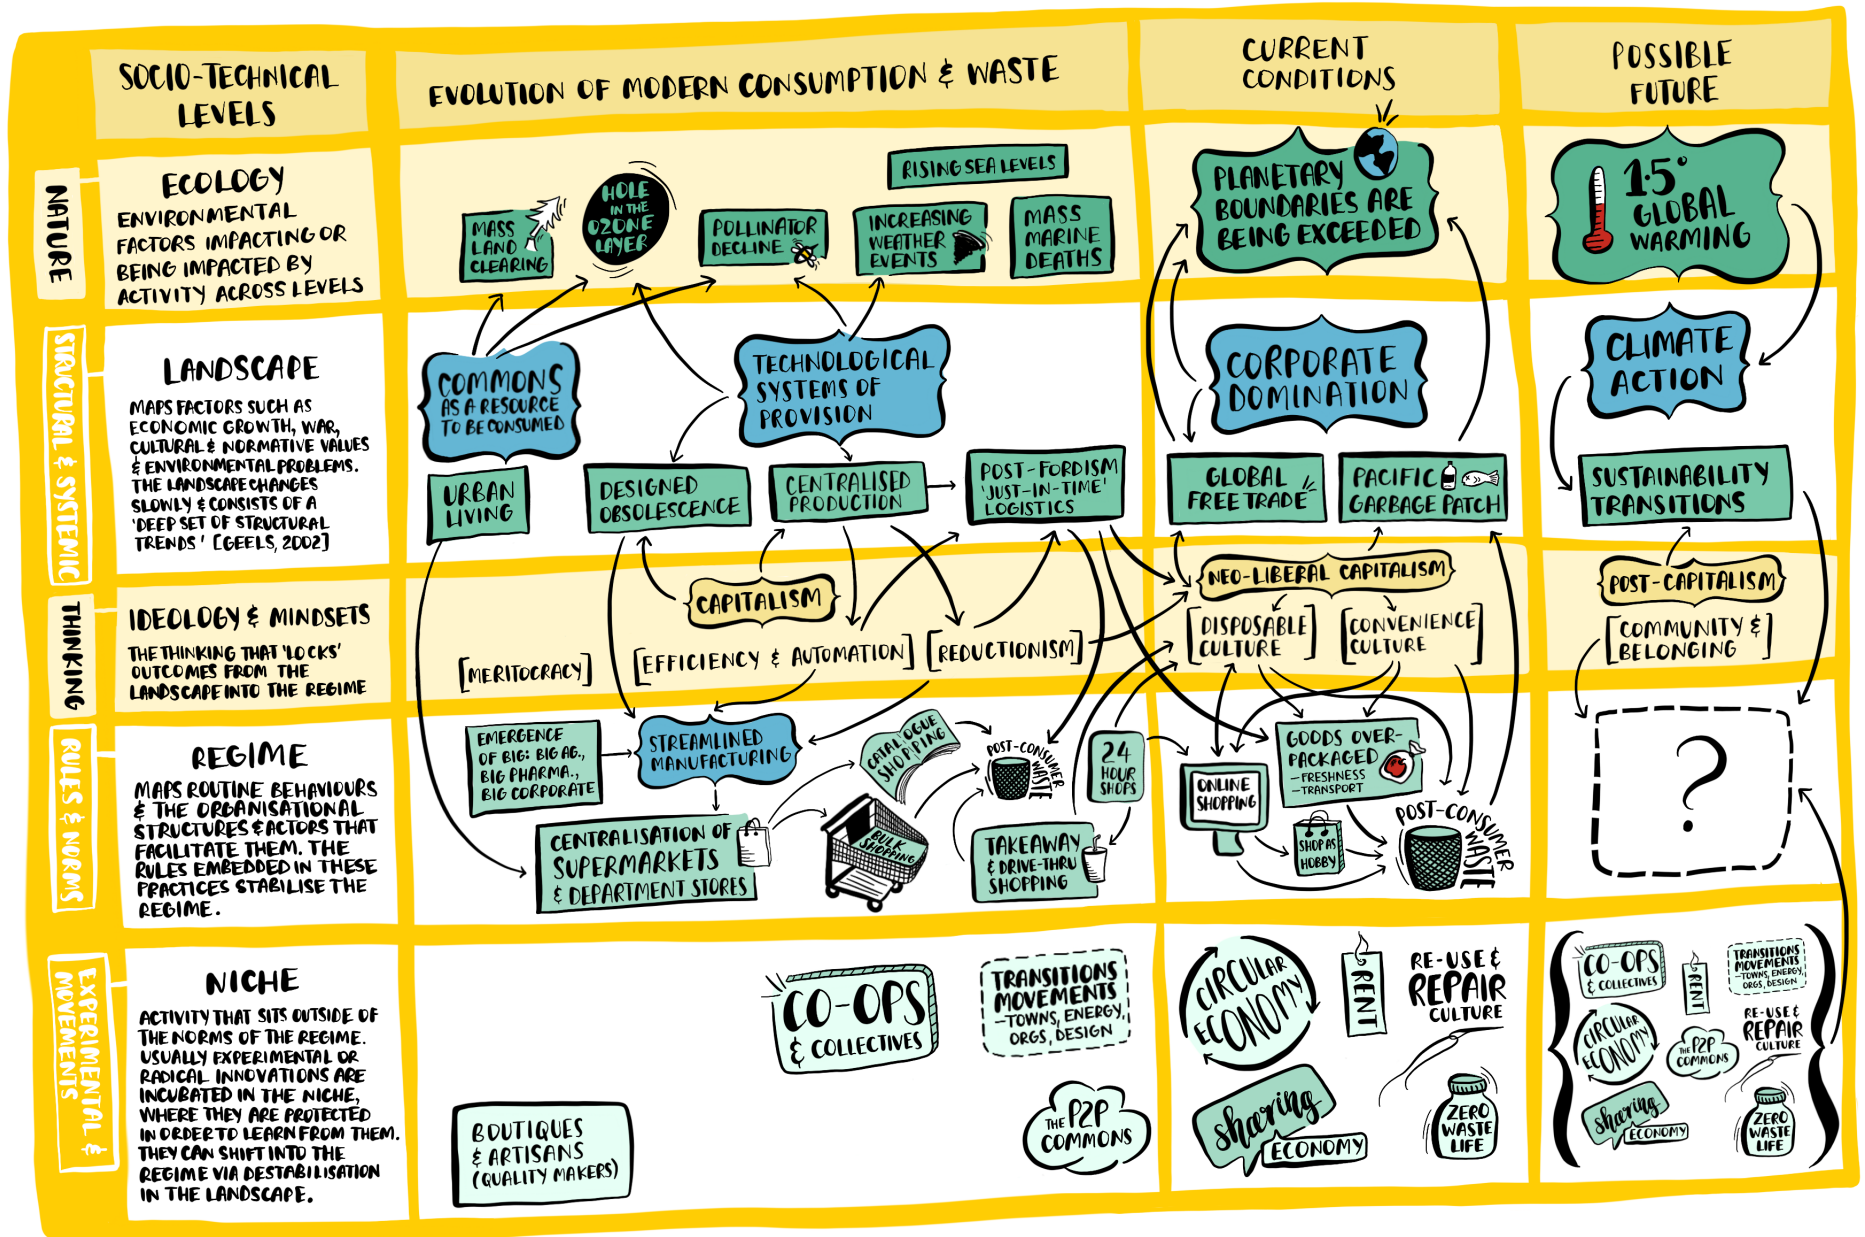 SOCIO-TECHNICAL
LEVELS
EVOLUTION OF MODERN CONSUMPTION & WASTE
CURRENT
CONDITIONS
POSSIBLE
FUTURE
NATURE
ECOLOGY
ENVIRONMENTAL
FACTORS IMPACTING OR
BEING IMPACTED BY
ACTIVITY ACROSS LEVELS
MASS
LAND
CLEARING
HOLE
IN THE
OZONE
LAYER
POLLINATOR
DECLINE
RISING SEA LEVELS
INCREASING
WEATHER
EVENTS
MASS
MARINE
DEATHS
PLANETARY
BOUNDARIES ARE
BEING EXCEEDED
1.5°
GLOBAL
WARMING
STRUCTURAL & SYSTEMIC
LANDSCAPE
MAPS FACTORS SUCH AS
ECONOMIC GROWTH, WAR,
CULTURAL & NORMATIVE VALUES
& ENVIRONMENTAL PROBLEMS.
THE LANDSCAPE CHANGES
SLOWLY & CONSISTS OF A
'DEEP SET OF STRUCTURAL
TRENDS' [GEELS, 2002]
COMMONS
AS A RESOURCE
TO BE CONSUMED
TECHNOLOGICAL
SYSTEMS OF
PROVISION
URBAN
LIVING
DESIGNED
OBSOLESCENCE
CENTRALISED
PRODUCTION
POST-FORDISM
'JUST-IN-TIME'
LOGISTICS
CORPORATE
DOMINATION
GLOBAL
FREE TRADE
PACIFIC
GARBAGE PATCH
CLIMATE
ACTION
SUSTAINABILITY
TRANSITIONS
THINKING
IDEOLOGY & MINDSETS
THE THINKING THAT 'LOCKS'
OUTCOMES FROM THE
LANDSCAPE INTO THE REGIME
CAPITALISM
[MERITOCRACY]
[EFFICIENCY & AUTOMATION]
[REDUCTIONISM]
NEO-LIBERAL CAPITALISM
[DISPOSABLE
CULTURE]
[CONVENIENCE
CULTURE]
POST-CAPITALISM
[COMMUNITY &
BELONGING]
RULES & NORMS
REGIME
MAPS ROUTINE BEHAVIOURS
& THE ORGANISATIONAL
STRUCTURES & ACTORS THAT
FACILITATE THEM. THE
RULES EMBEDDED IN THESE
PRACTICES STABILISE THE
REGIME.
EMERGENCE
OF BIG: BIG AG.,
BIG PHARMA.,
BIG CORPORATE
STREAMLINED
MANUFACTURING
CATALOGUE
SHOPPING
POST-CONSUMER
WASTE
24
HOUR
SHOPS
CENTRALISATION OF
SUPERMARKETS
& DEPARTMENT STORES
BULK
SHOPPING
TAKEAWAY
& DRIVE-THRU
SHOPPING
GOODS OVER-
PACKAGED
-FRESHNESS
-TRANSPORT
ONLINE
SHOPPING
SHOP AS
HOBBY
POST-CONSUMER
WASTE
?
EXPERIMENTAL &
MOVEMENTS
NICHE
ACTIVITY THAT SITS OUTSIDE OF
THE NORMS OF THE REGIME.
USUALLY EXPERIMENTAL OR
RADICAL INNOVATIONS ARE
INCUBATED IN THE NICHE,
WHERE THEY ARE PROTECTED
IN ORDER TO LEARN FROM THEM.
THEY CAN SHIFT INTO THE
REGIME VIA DESTABILISATION
IN THE LANDSCAPE.
BOUTIQUES
& ARTISANS
(QUALITY MAKERS)
CO-OPS
& COLLECTIVES
TRANSITIONS
MOVEMENTS
-TOWNS, ENERGY,
ORGS, DESIGN
THE P2P
COMMONS
CIRCULAR
ECONOMY
RENT
RE-USE &
REPAIR
CULTURE
sharing
ECONOMY
ZERO
WASTE
LIFE
CO-OPS
& COLLECTIVES
RENT
TRANSITIONS
MOVEMENTS
-TOWNS, ENERGY,
ORGS, DESIGN
CIRCULAR
ECONOMY
THE P2P
COMMONS
RE-USE &
REPAIR
CULTURE
sharing
ECONOMY
ZERO
WASTE
LIFE